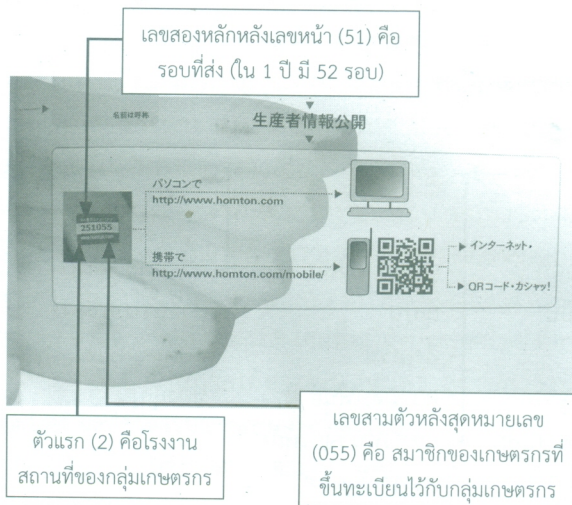 เลขสองหลักหลังเลขหน้า (51) คือ
รอบที่ส่ง (ใน 1 ปี มี 52 รอบ)
生産者情報公開
パソコンで
http://www.homton.com
251055
携帯で
http://www.homton.com/mobile/
インターネット・
QRコード・カシャッ!
ตัวแรก (2) คือโรงงาน
สถานที่ของกลุ่มเกษตรกร
เลขสามตัวหลังสุดหมายเลข
(055) คือ สมาชิกของเกษตรกรที่
ขึ้นทะเบียนไว้กับกลุ่มเกษตรกร